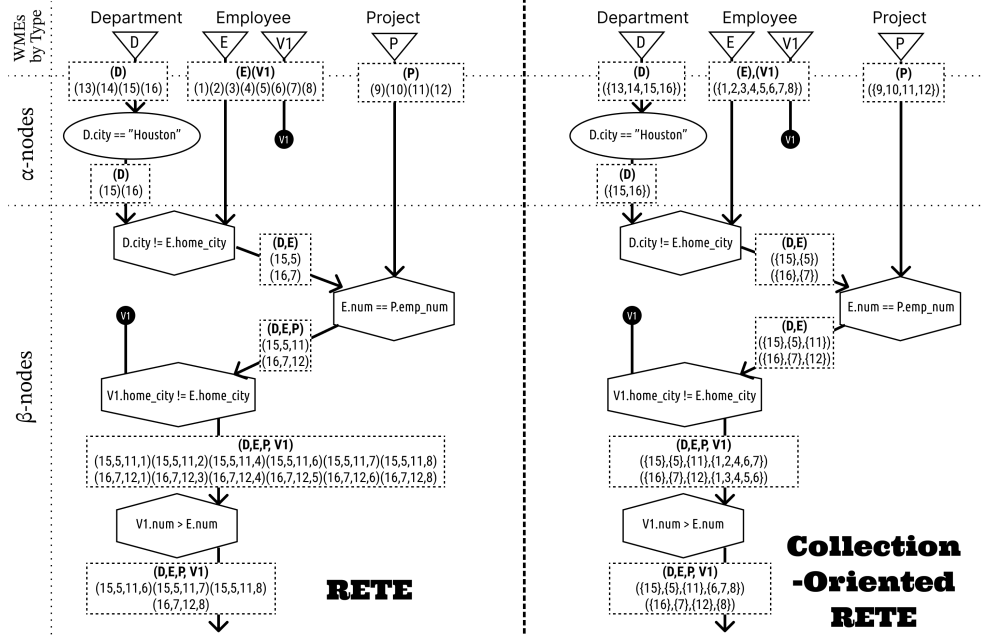 WMEs
by Type
Department
Employee
Project
D
E
V1
P
(D)
(13)(14)(15)(16)
(E)(V1)
(1)(2)(3)(4)(5)(6)(7)(8)
(P)
(9)(10)(11)(12)
α-nodes
D.city == "Houston"
V1
(D)
(15)(16)
β-nodes
D.city != E.home_city
(D,E)
(15,5)
(16,7)
E.num == P.emp_num
V1
(D,E,P)
(15,5,11)
(16,7,12)
V1.home_city != E.home_city
(D,E,P, V1)
(15,5,11,1)(15,5,11,2)(15,5,11,4)(15,5,11,6)(15,5,11,7)(15,5,11,8)
(16,7,12,1)(16,7,12,3)(16,7,12,4)(16,7,12,5)(16,7,12,6)(16,7,12,8)
V1.num > E.num
(D,E,P, V1)
(15,5,11,6)(15,5,11,7)(15,5,11,8)
(16,7,12,8)
RETE
Department
Employee
Project
D
E
V1
P
(D)
({13,14,15,16})
(E),(V1)
({1,2,3,4,5,6,7,8})
(P)
({9,10,11,12})
D.city == "Houston"
V1
(D)
({15,16})
D.city != E.home_city
(D,E)
({15},{5})
({16},{7})
E.num == P.emp_num
V1
(D,E)
({15},{5},{11})
({16},{7},{12})
V1.home_city != E.home_city
(D,E,P, V1)
({15},{5},{11},{1,2,4,6,7})
({16},{7},{12},{1,3,4,5,6})
V1.num > E.num
(D,E,P, V1)
({15},{5},{11},{6,7,8})
({16},{7},{12},{8})
Collection
-Oriented
RETE